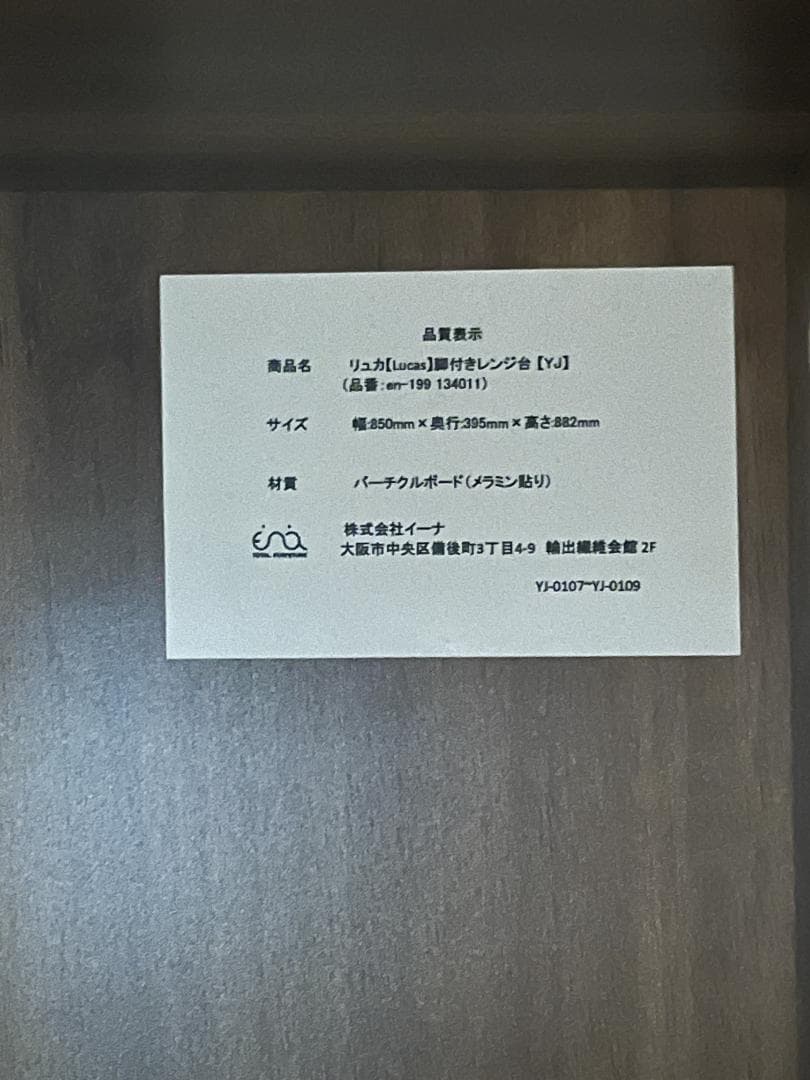 品質表示
商品名 リュカ【Lucas】脚付きレンジ台【YJ】
（品番：en-199 134011）
サイズ 幅:850mm×奥行:395mm×高さ:882mm
材質 パーチクルボード（メラミン貼り）
ena 株式会社イーナ
TOTAL FURNITURE 大阪市中央区備後町3丁目4-9 輸出繊維会館 2F
YJ-0107~YJ-0109